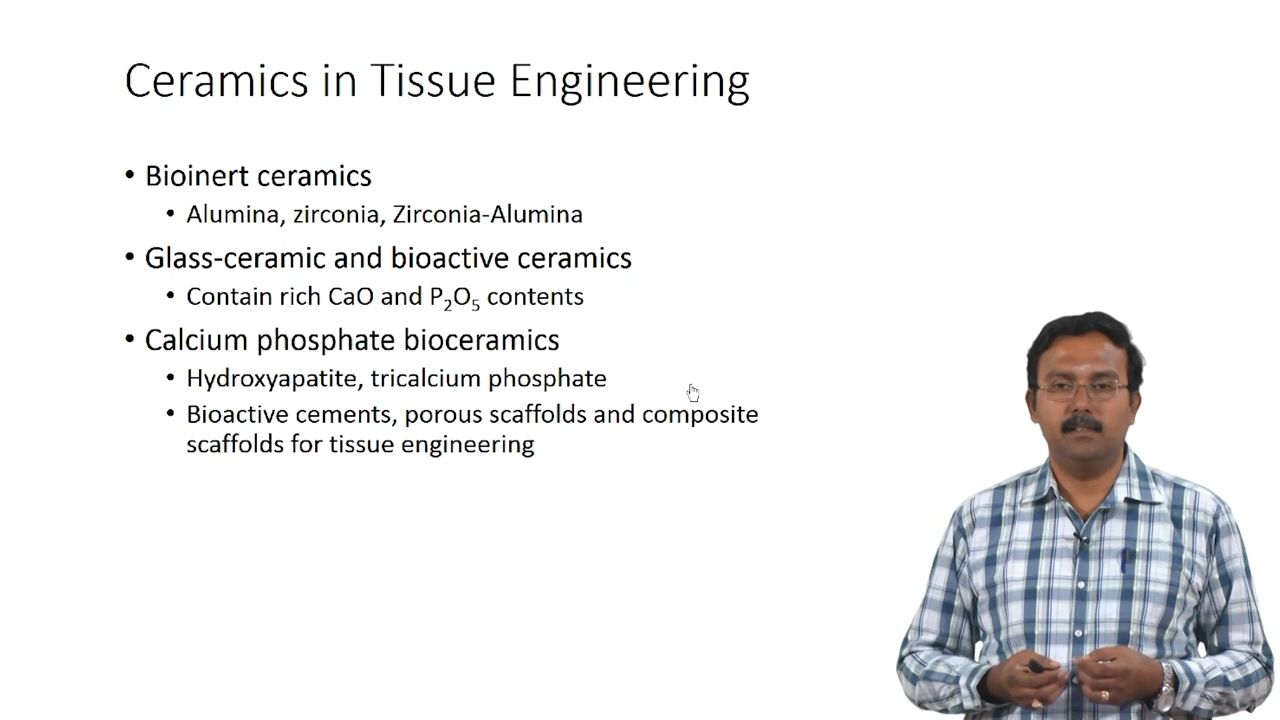 Ceramics in Tissue Engineering
• Bioinert ceramics
• Alumina, zirconia, Zirconia-Alumina
• Glass-ceramic and bioactive ceramics
• Contain rich CaO and P₂O₅ contents
• Calcium phosphate bioceramics
• Hydroxyapatite, tricalcium phosphate
• Bioactive cements, porous scaffolds and composite
scaffolds for tissue engineering